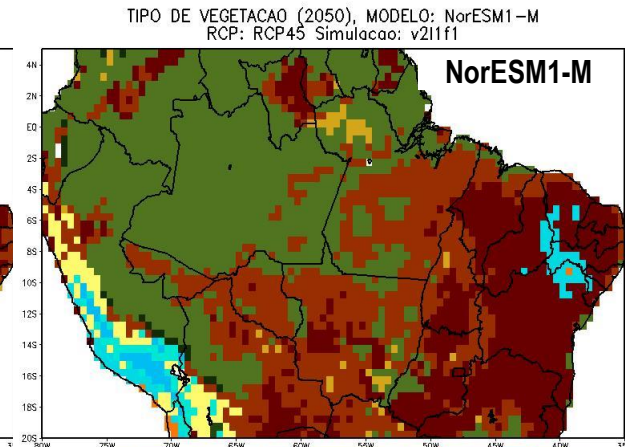 TIPO DE VEGETACAO (2050), MODELO: NorESM1-M
RCP: RCP45 Simulacao: v2l1f1
NorESM1-M
4N
2N
EQ
2S
4S
6S
8S
10S
12S
14S
16S
18S
20S
80W 75W 70W 65W 60W 55W 50W 45W 40W